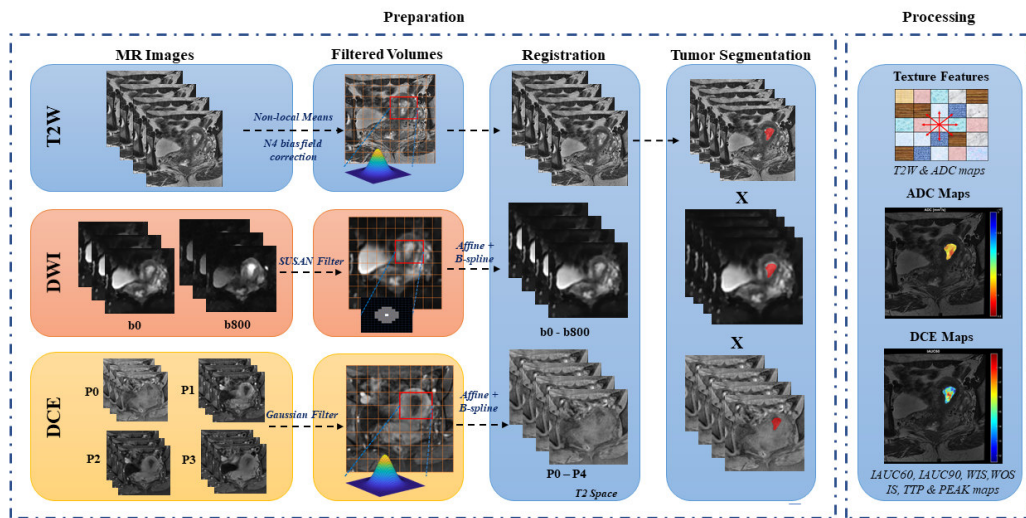 Preparation
Processing
MR Images
Filtered Volumes
Registration
Tumor Segmentation
T2W
Non-local Means
N4 bias field
correction
X
DWI
b0
b800
SUSAN Filter
Affine +
B-spline
b0 - b800
X
DCE
P0
P1
P2
P3
Gaussian Filter
Affine +
B-spline
P0 – P4
T2 Space
Texture Features
T2W & ADC maps
ADC Maps
DCE Maps
IAUC60, IAUC90, WIS,WOS
IS, TTP & PEAK maps